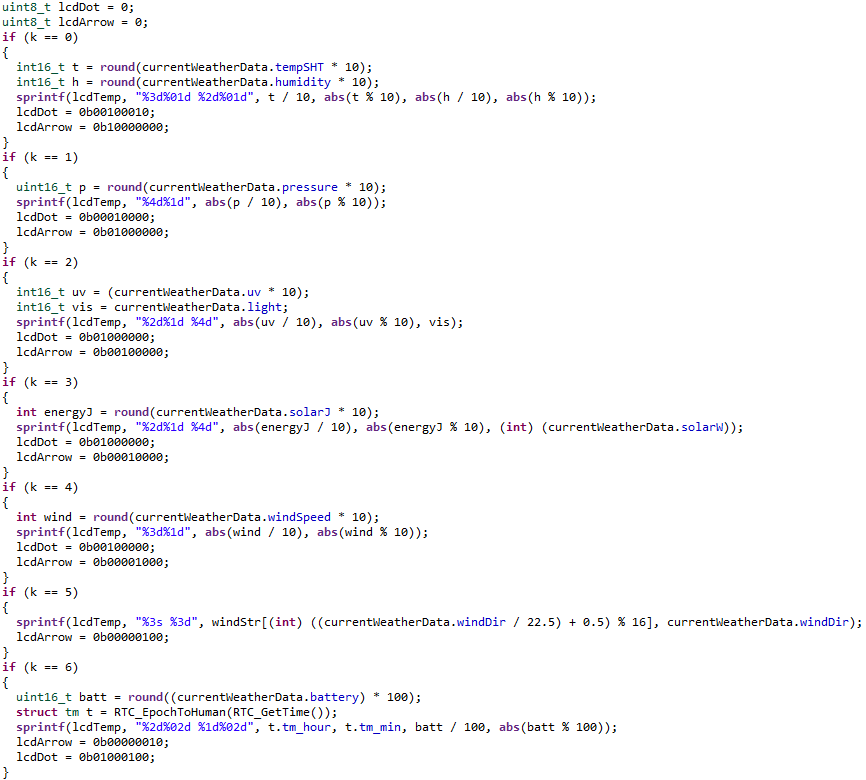 uint8_t lcdDot = 0;
uint8_t lcdArrow = 0;
if (k == 0)
{
  int16_t t = round(currentWeatherData.tempSHT * 10);
  int16_t h = round(currentWeatherData.humidity * 10);
  sprintf(lcdTemp, "%3d%01d %2d%01d", t / 10, abs(t % 10), abs(h / 10), abs(h % 10));
  lcdDot = 0b00100010;
  lcdArrow = 0b10000000;
}
if (k == 1)
{
  uint16_t p = round(currentWeatherData.pressure * 10);
  sprintf(lcdTemp, "%4d%1d", abs(p / 10), abs(p % 10));
  lcdDot = 0b00010000;
  lcdArrow = 0b01000000;
}
if (k == 2)
{
  int16_t uv = (currentWeatherData.uv * 10);
  int16_t vis = currentWeatherData.light;
  sprintf(lcdTemp, "%2d%1d %4d", abs(uv / 10), abs(uv % 10), vis);
  lcdDot = 0b01000000;
  lcdArrow = 0b00100000;
}
if (k == 3)
{
  int energyJ = round(currentWeatherData.solarJ * 10);
  sprintf(lcdTemp, "%2d%1d %4d", abs(energyJ / 10), abs(energyJ % 10), (int) (currentWeatherData.solarW));
  lcdDot = 0b01000000;
  lcdArrow = 0b00010000;
}
if (k == 4)
{
  int wind = round(currentWeatherData.windSpeed * 10);
  sprintf(lcdTemp, "%3d%1d", abs(wind / 10), abs(wind % 10));
  lcdDot = 0b00100000;
  lcdArrow = 0b00001000;
}
if (k == 5)
{
  sprintf(lcdTemp, "%3s %3d", windStr[(int) ((currentWeatherData.windDir / 22.5) + 0.5) % 16], currentWeatherData.windDir);
  lcdArrow = 0b00000100;
}
if (k == 6)
{
  uint16_t batt = round((currentWeatherData.battery) * 100);
  struct tm t = RTC_EpochToHuman(RTC_GetTime());
  sprintf(lcdTemp, "%2d%02d %1d%02d", t.tm_hour, t.tm_min, batt / 100, abs(batt % 100));
  lcdArrow = 0b00000010;
  lcdDot = 0b01000100;
}